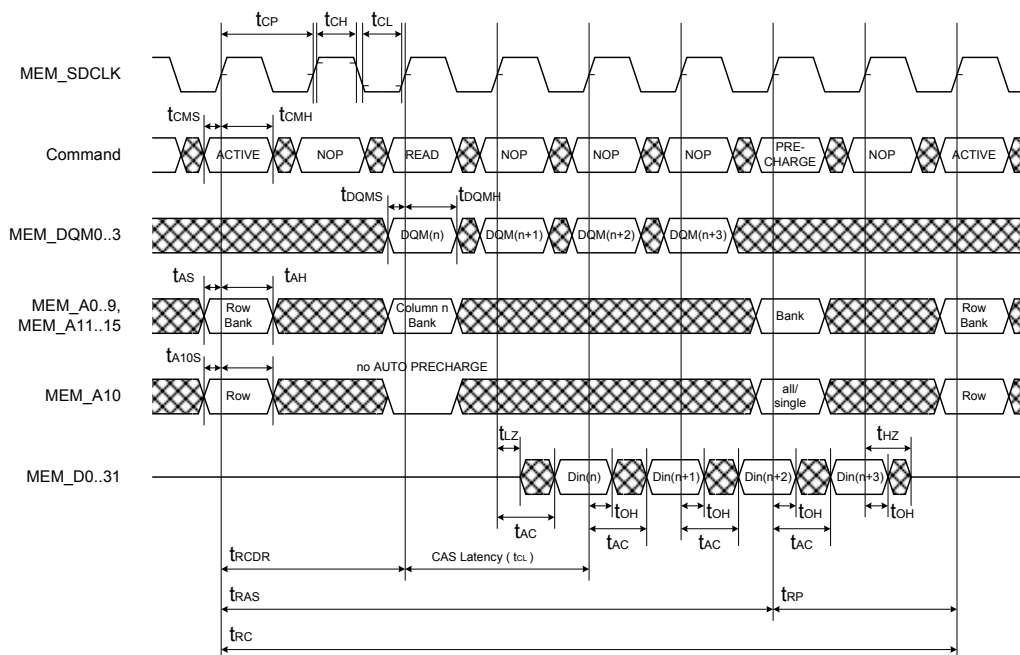 tCP tCH tCL
MEM_SDCLK
tCMS tCMH
Command ACTIVE NOP READ NOP NOP NOP PRE-CHARGE NOP ACTIVE
tDQMS tDQMH
MEM_DQM0..3 DQM(n) DQM(n+1) DQM(n+2) DQM(n+3)
tAS tAH
MEM_A0..9, Row Column n Bank Row
MEM_A11..15 Bank Bank Bank
tA10S no AUTO PRECHARGE
MEM_A10 Row all/ single Row
tLZ tHZ
MEM_D0..31 Din(n) Din(n+1) Din(n+2) Din(n+3)
tOH tOH tOH tOH
tAC tAC tAC tAC
tRCDR CAS Latency ( tCL )
tRAS tRP
tRC